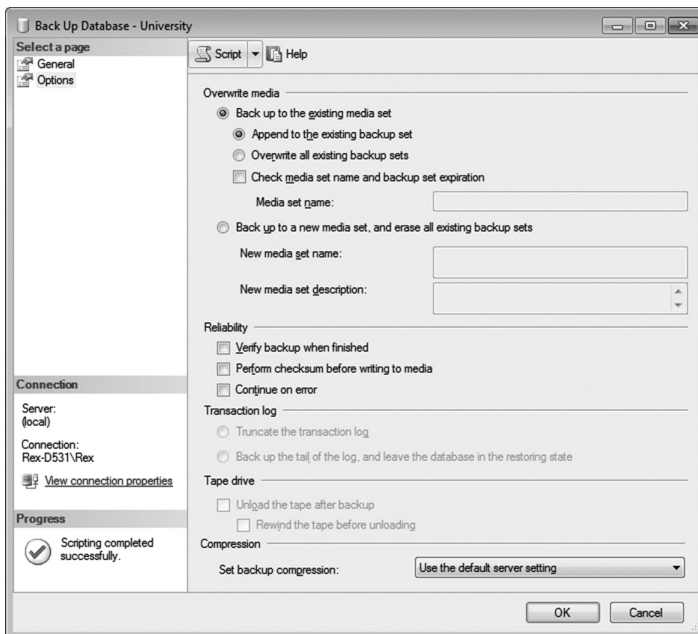 Back Up Database - University
Select a page
General
Options
Script
Help
Overwrite media
Back up to the existing media set
Append to the existing backup set
Overwrite all existing backup sets
Check media set name and backup set expiration
Media set name:
Back up to a new media set, and erase all existing backup sets
New media set name:
New media set description:
Reliability
Verify backup when finished
Perform checksum before writing to media
Continue on error
Transaction log
Truncate the transaction log
Back up the tail of the log, and leave the database in the restoring state
Tape drive
Unload the tape after backup
Rewind the tape before unloading
Compression
Set backup compression:
Use the default server setting
Connection
Server:
(local)
Connection:
Rex-D531\Rex
View connection properties
Progress
Scripting completed
successfully.
OK
Cancel